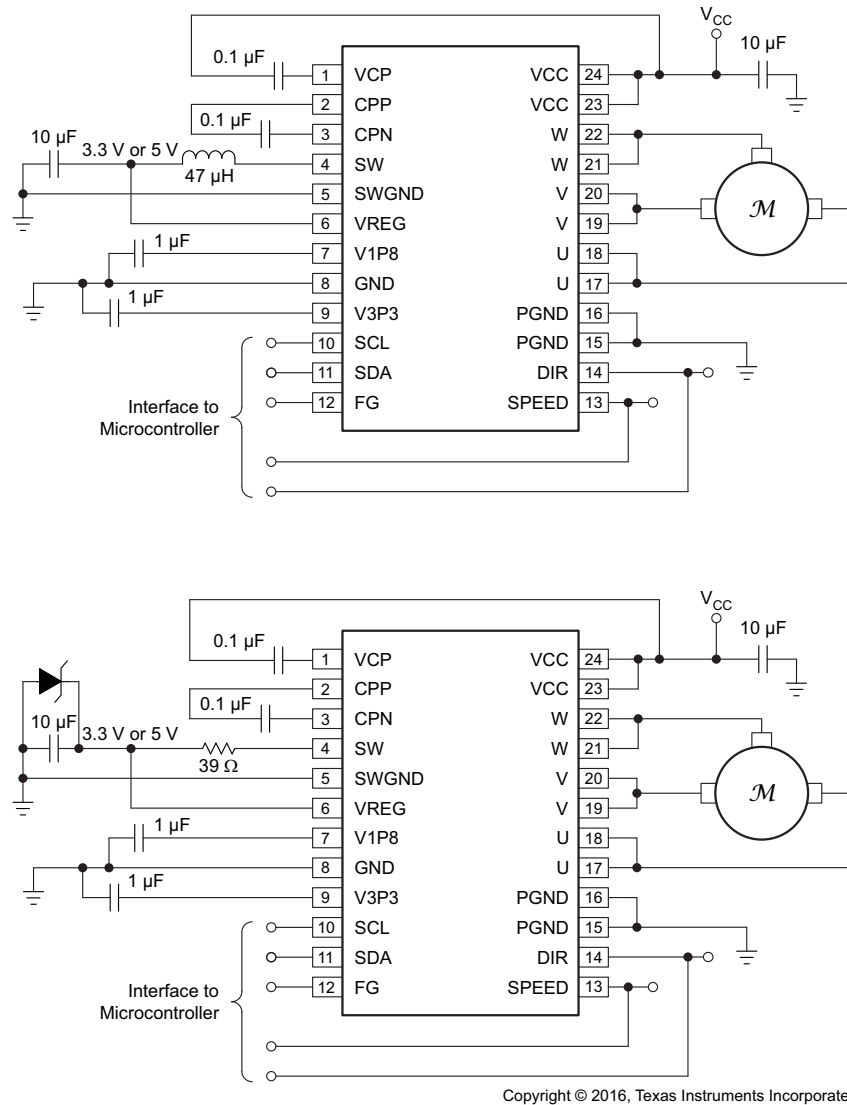 V_CC
0.1 µF
10 µF
1 VCP VCC 24
2 CPP VCC 23
0.1 µF
3 CPN W 22
10 µF
3.3 V or 5 V
4 SW W 21
47 µH
5 SWGND V 20
ℳ
6 VREG V 19
1 µF
7 V1P8 U 18
8 GND U 17
1 µF
9 V3P3 PGND 16
10 SCL PGND 15
11 SDA DIR 14
12 FG SPEED 13
Interface to
Microcontroller
V_CC
0.1 µF
10 µF
1 VCP VCC 24
2 CPP VCC 23
0.1 µF
3 CPN W 22
10 µF
3.3 V or 5 V
4 SW W 21
39 Ω
5 SWGND V 20
ℳ
6 VREG V 19
1 µF
7 V1P8 U 18
8 GND U 17
1 µF
9 V3P3 PGND 16
10 SCL PGND 15
11 SDA DIR 14
12 FG SPEED 13
Interface to
Microcontroller
Copyright © 2016, Texas Instruments Incorporate